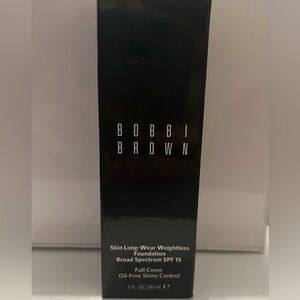 BOBBI
BROWN
Skin Long-Wear Weightless
Foundation
Broad Spectrum SPF 15
Full Cover
Oil-Free Shine Control
1 FL. OZ./30 ml ℮